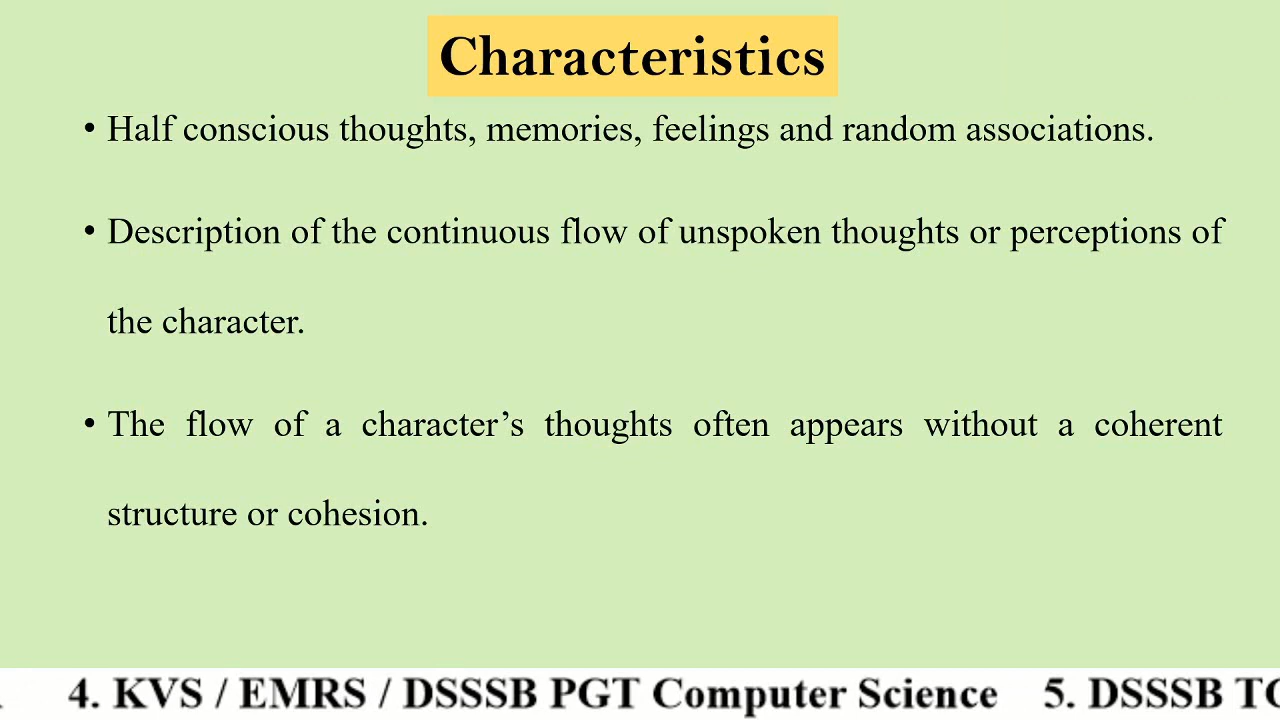 Characteristics
• Half conscious thoughts, memories, feelings and random associations.
• Description of the continuous flow of unspoken thoughts or perceptions of
the character.
• The flow of a character’s thoughts often appears without a coherent
structure or cohesion.
4. KVS / EMRS / DSSSB PGT Computer Science 5. DSSSB